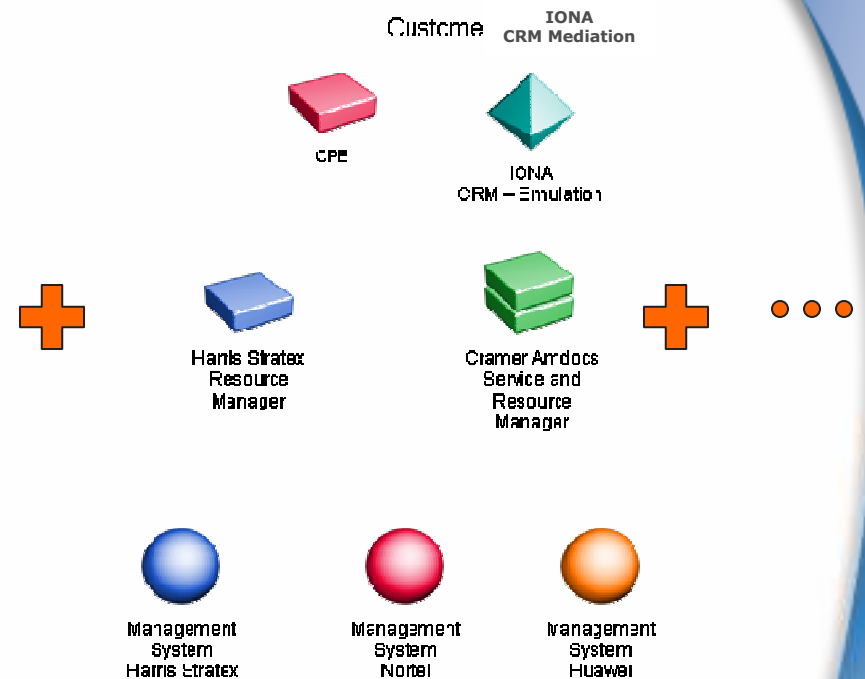 Custome
IONA
CRM Mediation
CPE
IONA
CRM – Emulation
Harris Stratex
Resource
Manager
Cramer Amdocs
Service and
Resource
Manager
Management
System
Harris Stratex
Management
System
Nortel
Management
System
Huawei